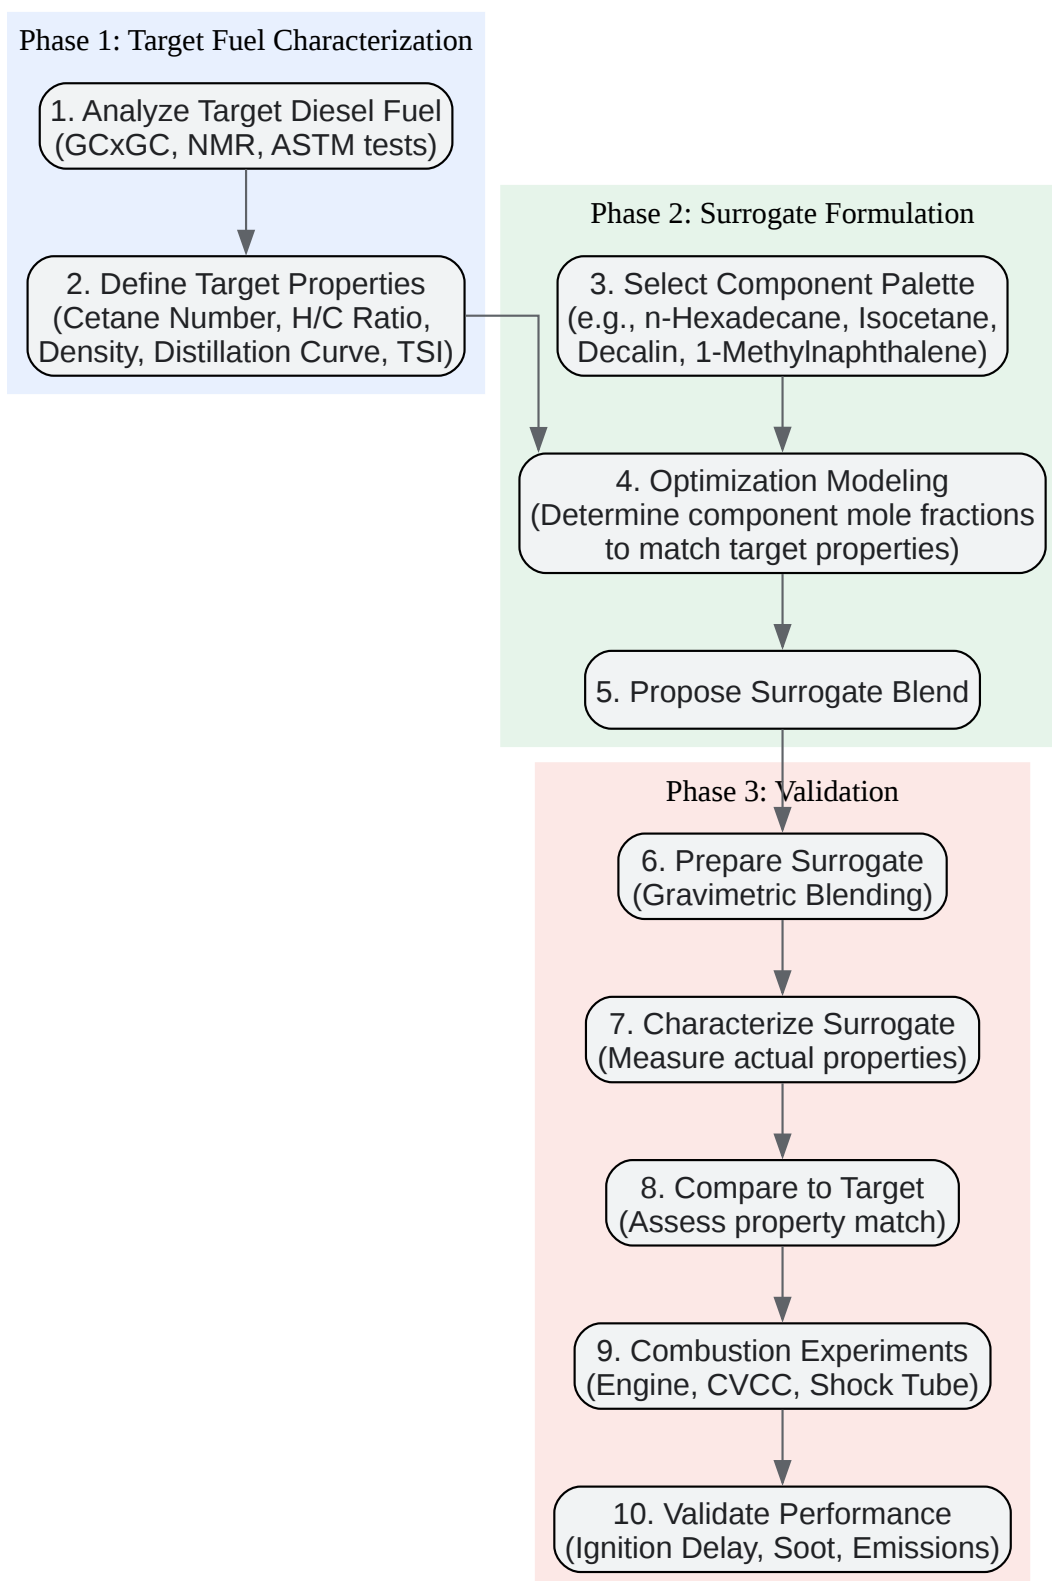 Phase 1: Target Fuel Characterization
1. Analyze Target Diesel Fuel
(GCxGC, NMR, ASTM tests)
2. Define Target Properties
(Cetane Number, H/C Ratio,
Density, Distillation Curve, TSI)
Phase 2: Surrogate Formulation
3. Select Component Palette
(e.g., n-Hexadecane, Isocetane,
Decalin, 1-Methylnaphthalene)
4. Optimization Modeling
(Determine component mole fractions
to match target properties)
5. Propose Surrogate Blend
Phase 3: Validation
6. Prepare Surrogate
(Gravimetric Blending)
7. Characterize Surrogate
(Measure actual properties)
8. Compare to Target
(Assess property match)
9. Combustion Experiments
(Engine, CVCC, Shock Tube)
10. Validate Performance
(Ignition Delay, Soot, Emissions)